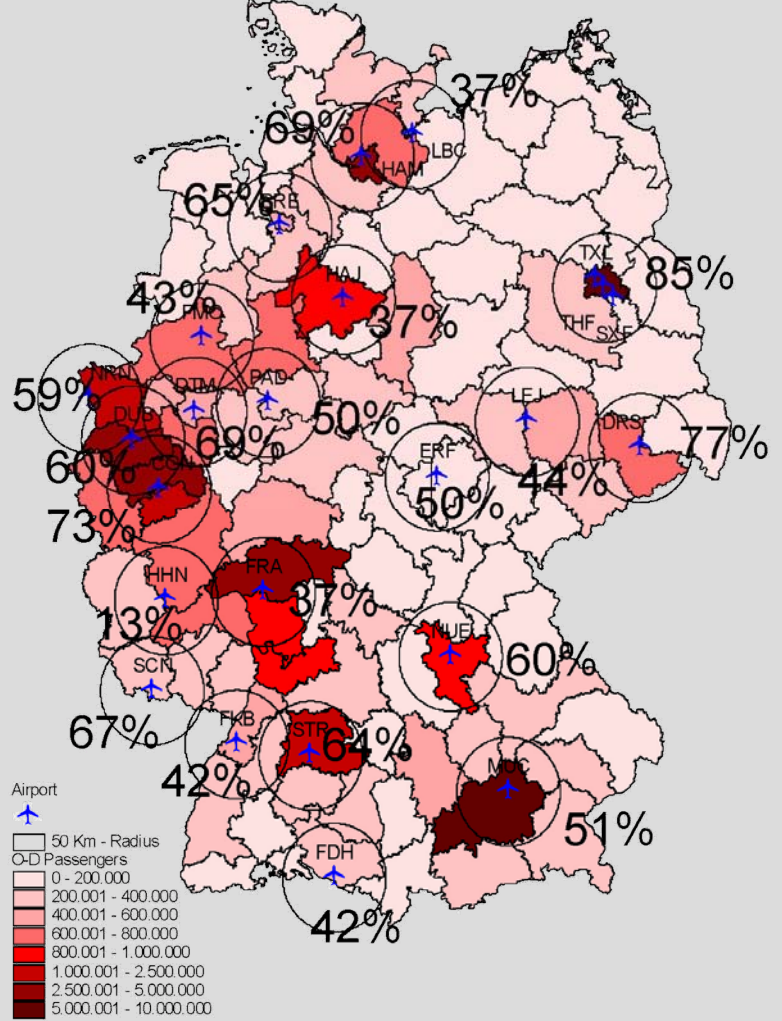 37%
69%
LBC
HAM
65%
BRE
TXL
85%
HAJ
43%
FMO
37%
THF
SXF
NRN
59%
DTM
PAD
DUS
50%
LEJ
DRS
69%
77%
60%
CGN
ERF
44%
50%
73%
FRA
HHN
37%
13%
NUE
60%
SCN
67%
FKB
STR
64%
42%
MUC
51%
FDH
42%
Airport
50 Km - Radius
O-D Passengers
0 - 200.000
200.001 - 400.000
400.001 - 600.000
600.001 - 800.000
800.001 - 1.000.000
1.000.001 - 2.500.000
2.500.001 - 5.000.000
5.000.001 - 10.000.000